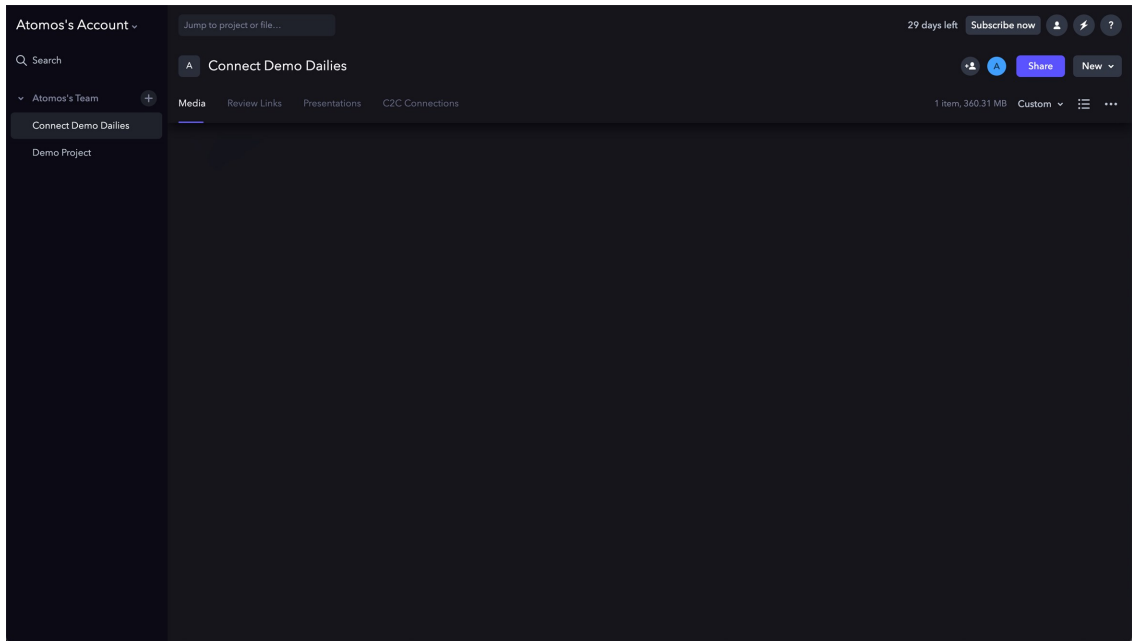 Atomos's Account
Jump to project or file...
29 days left
Subscribe now
?
Search
A
Connect Demo Dailies
A
Share
New
Atomos's Team
Media
Review Links
Presentations
C2C Connections
1 item, 360.31 MB
Custom
Connect Demo Dailies
Demo Project